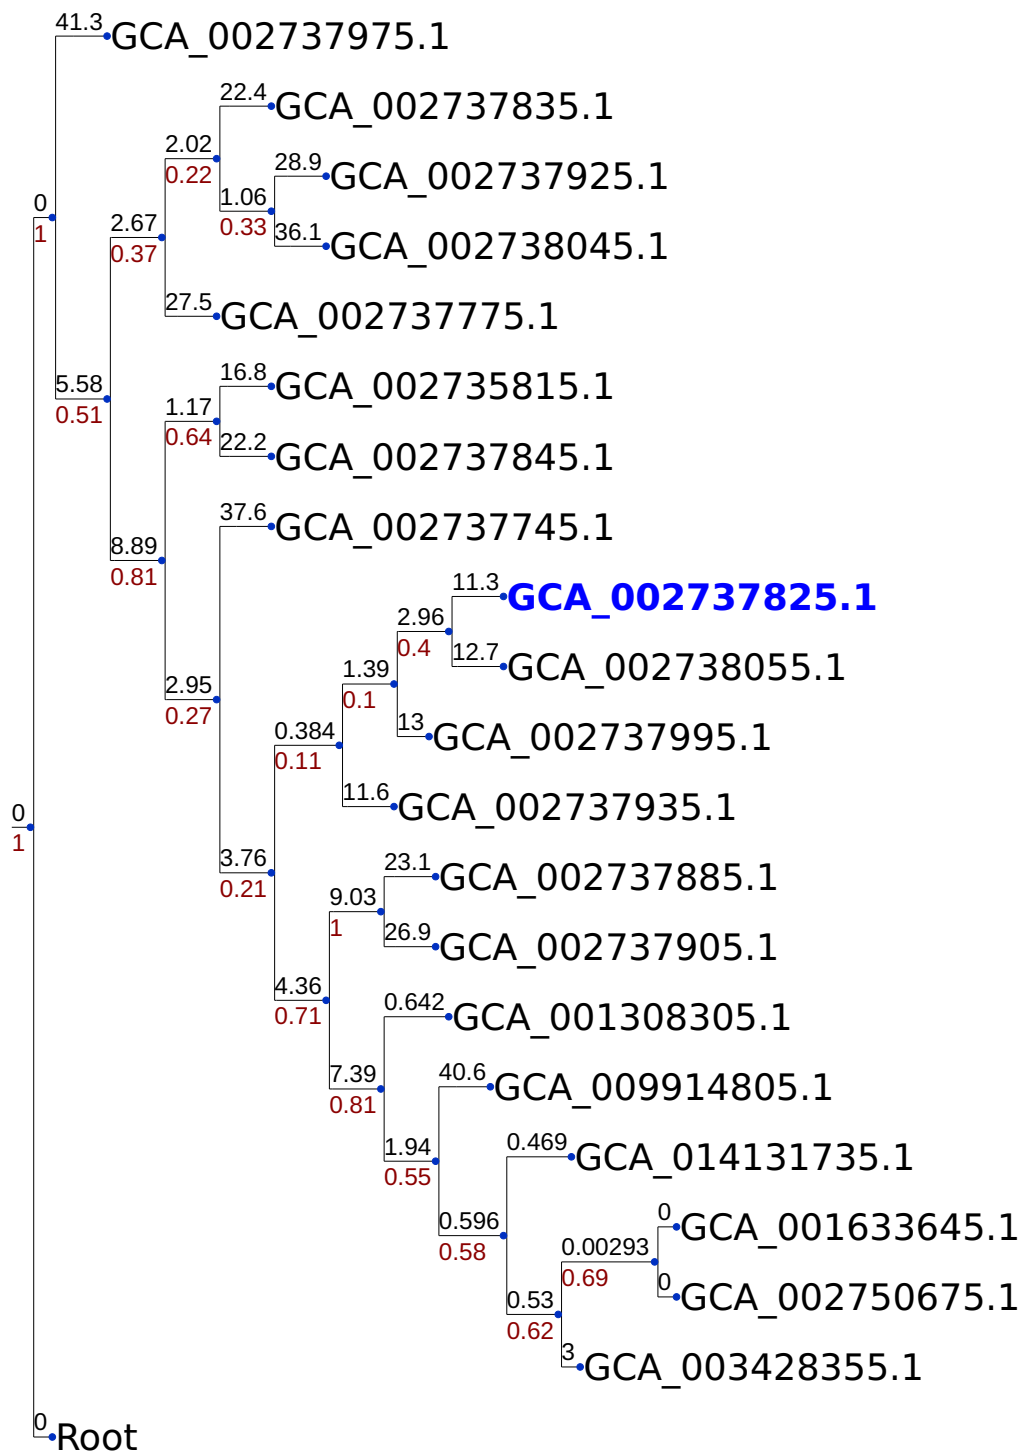 41.3 GCA_002737975.1
22.4 GCA_002737835.1
2.02
0.22
28.9 GCA_002737925.1
1.06
0.33
0
1
2.67
0.37
36.1 GCA_002738045.1
27.5 GCA_002737775.1
5.58
0.51
16.8 GCA_002735815.1
1.17
0.64
22.2 GCA_002737845.1
37.6 GCA_002737745.1
8.89
0.81
11.3 GCA_002737825.1
2.96
0.4
12.7 GCA_002738055.1
1.39
0.1
2.95
0.27
13 GCA_002737995.1
0.384
0.11
11.6 GCA_002737935.1
0
1
3.76
0.21
23.1 GCA_002737885.1
9.03
1
26.9 GCA_002737905.1
4.36
0.71
0.642 GCA_001308305.1
7.39
0.81
40.6 GCA_009914805.1
1.94
0.55
0.469 GCA_014131735.1
0.596
0.58
0 GCA_001633645.1
0.00293
0.69
0 GCA_002750675.1
0.53
0.62
3 GCA_003428355.1
0 Root